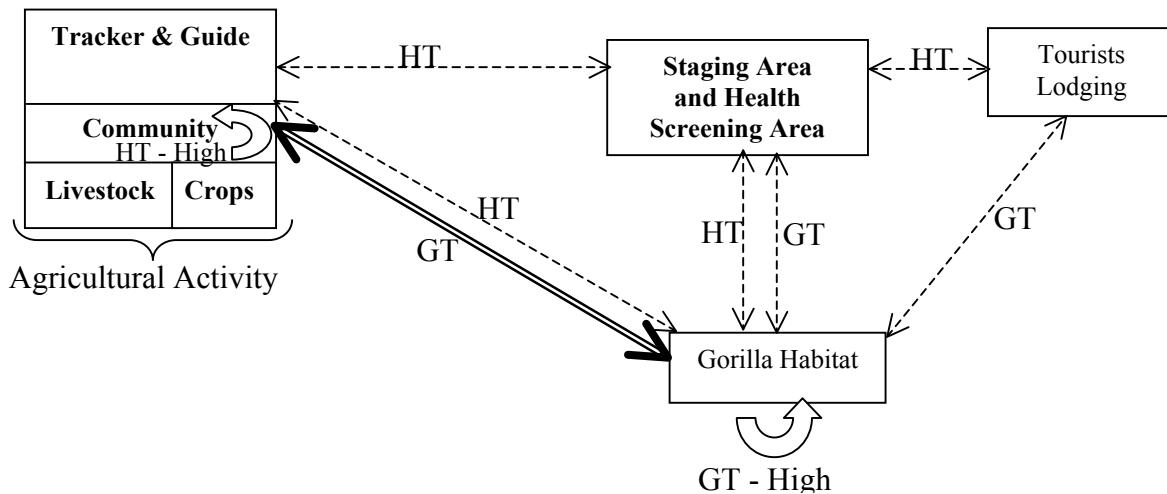 Tracker & Guide
HT
Staging Area
and Health
Screening Area
HT
Tourists
Lodging
Community
HT - High
Livestock
Crops
Agricultural Activity
HT
GT
HT
GT
GT
Gorilla Habitat
GT - High